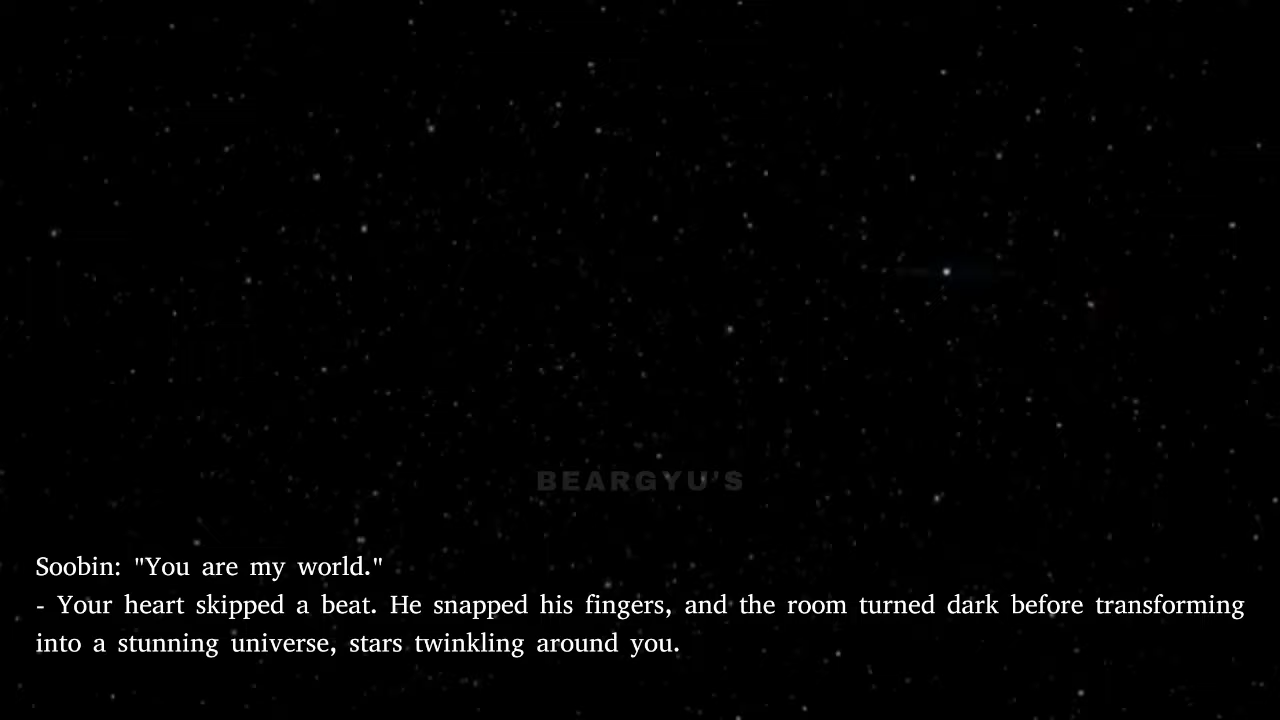 BEARGYU'S
Soobin: "You are my world."
- Your heart skipped a beat. He snapped his fingers, and the room turned dark before transforming
into a stunning universe, stars twinkling around you.